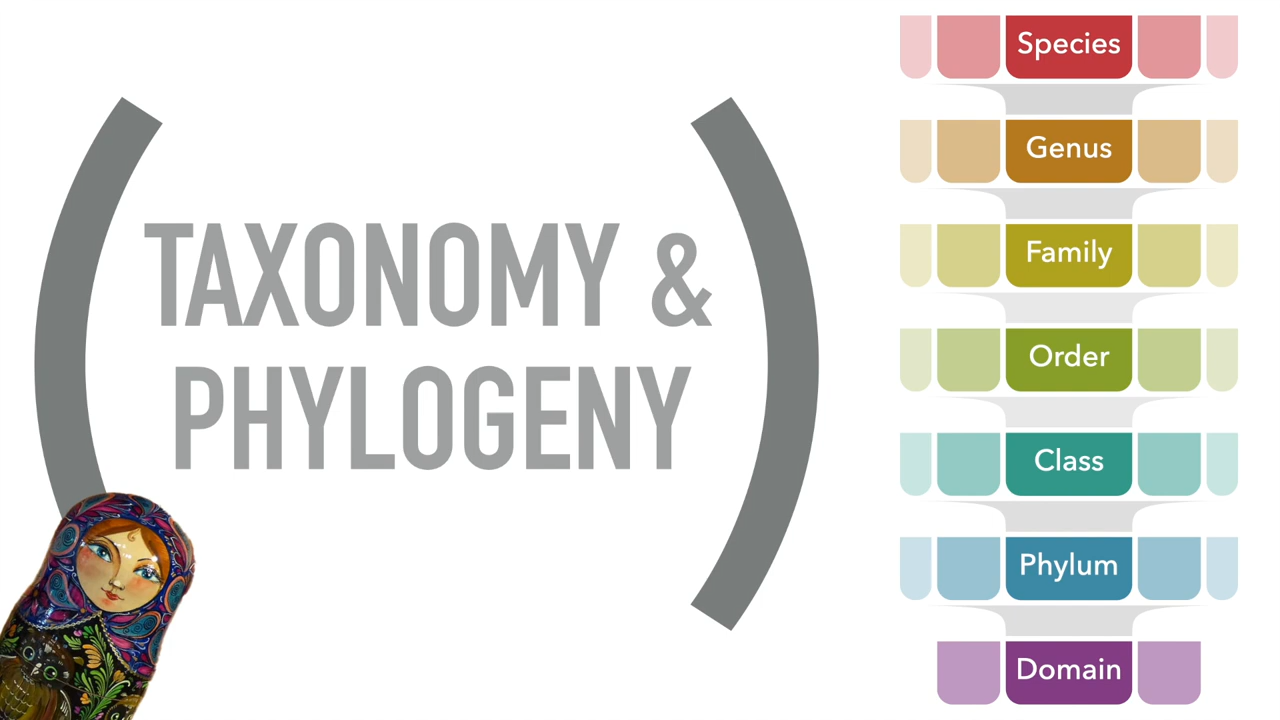 TAXONOMY &
PHYLOGENY
Species
Genus
Family
Order
Class
Phylum
Domain